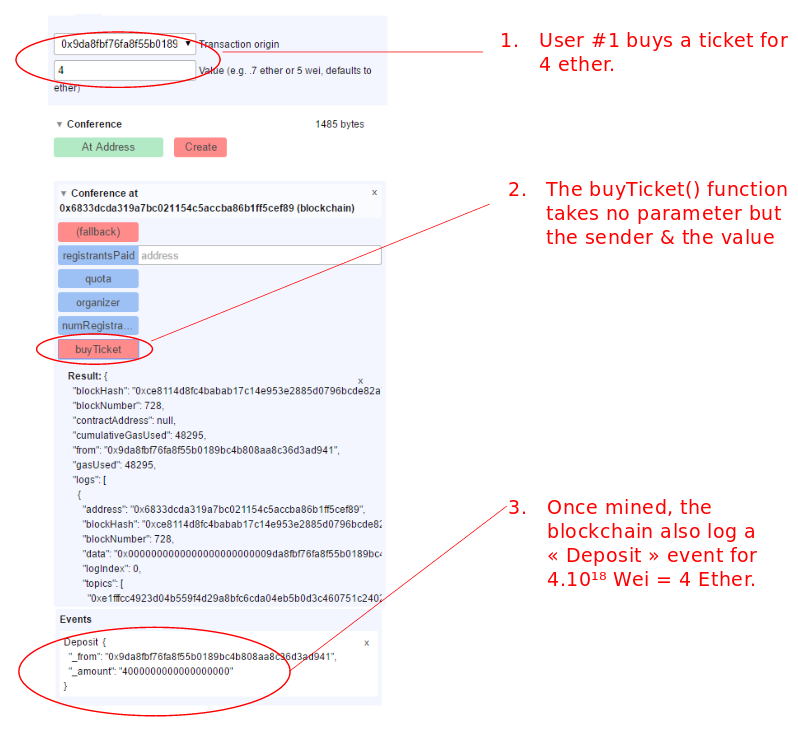 0x9da8fbf76fa8f55b0189 Transaction origin
4 Value (e.g. .7 ether or 5 wei, defaults to
ether)
Conference 1485 bytes
At Address Create
Conference at x
0x6833dcda319a7bc021154c5accba86b1ff5cef89 (blockchain)
(fallback)
registrantsPaid address
quota
organizer
numRegistra...
buyTicket
Result: {
x
"blockHash": "0xce8114d8fc4babab17c14e953e2885d0796bcde82a
"blockNumber": 728,
"contractAddress": null,
"cumulativeGasUsed": 48295,
"from": "0x9da8fbf76fa8f55b0189bc4b808aa8c36d3ad941",
"gasUsed": 48295,
"logs": [
{
"address": "0x6833dcda319a7bc021154c5accba86b1ff5cef89",
"blockHash": "0xce8114d8fc4babab17c14e953e2885d0796bcde82
"blockNumber": 728,
"data": "0x0000000000000000000000009da8fbf76fa8f55b0189bc4
"logIndex": 0,
"topics": [
"0xe1fffcc4923d04b559f4d29a8bfc6cda04eb5b0d3c460751c2402
Events
Deposit { x
"_from": "0x9da8fbf76fa8f55b0189bc4b808aa8c36d3ad941",
"_amount": "4000000000000000000"
}
1. User #1 buys a ticket for
4 ether.
2. The buyTicket() function
takes no parameter but
the sender & the value
3. Once mined, the
blockchain also log a
« Deposit » event for
4.10¹⁸ Wei = 4 Ether.